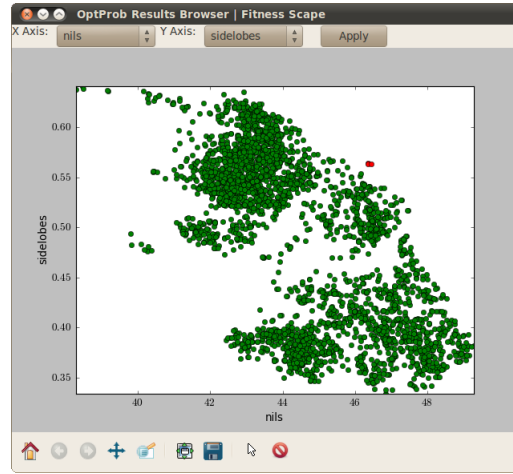 OptProb Results Browser | Fitness Scape
X Axis: nils Y Axis: sidelobes Apply
0.60
0.55
0.50
0.45
0.40
0.35
sidelobes
40 42 44 46 48
nils